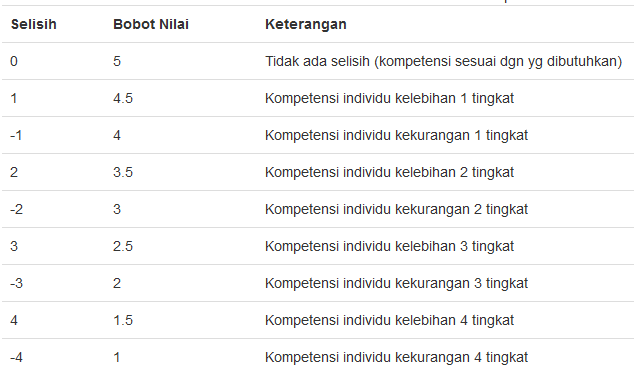 Selisih Bobot Nilai Keterangan
0 5 Tidak ada selisih (kompetensi sesuai dgn yg dibutuhkan)
1 4.5 Kompetensi individu kelebihan 1 tingkat
-1 4 Kompetensi individu kekurangan 1 tingkat
2 3.5 Kompetensi individu kelebihan 2 tingkat
-2 3 Kompetensi individu kekurangan 2 tingkat
3 2.5 Kompetensi individu kelebihan 3 tingkat
-3 2 Kompetensi individu kekurangan 3 tingkat
4 1.5 Kompetensi individu kelebihan 4 tingkat
-4 1 Kompetensi individu kekurangan 4 tingkat